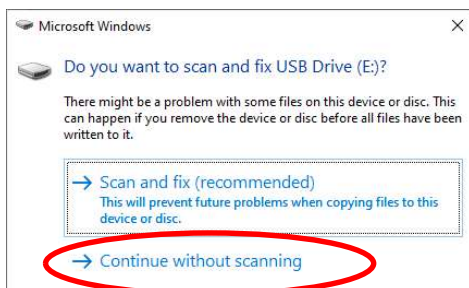 Microsoft Windows
Do you want to scan and fix USB Drive (E:)?
There might be a problem with some files on this device or disc. This
can happen if you remove the device or disc before all files have been
written to it.
Scan and fix (recommended)
This will prevent future problems when copying files to this
device or disc.
Continue without scanning